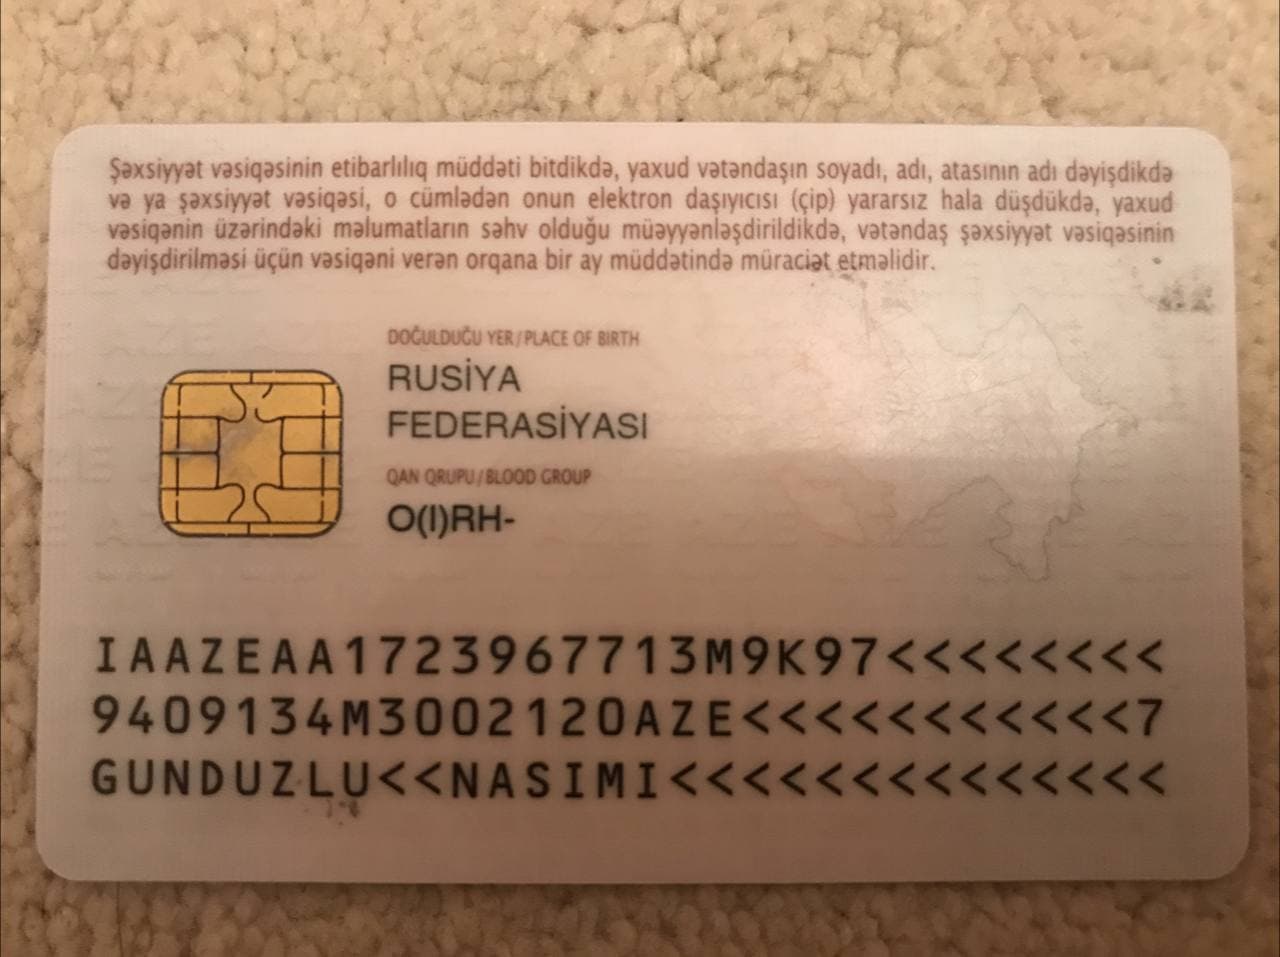 Şəxsiyyət vəsiqəsinin etibarlılıq müddəti bitdikdə, yaxud vətəndaşın soyadı, adı, atasının adı dəyişdikdə
və ya şəxsiyyət vəsiqəsi, o cümlədən onun elektron daşıyıcısı (çip) yararsız hala düşdükdə, yaxud
vəsiqənin üzərindəki məlumatların səhv olduğu müəyyənləşdirildikdə, vətəndaş şəxsiyyət vəsiqəsinin
dəyişdirilməsi üçün vəsiqəni verən orqana bir ay müddətində müraciət etməlidir.
DOĞULDUĞU YER/PLACE OF BIRTH
RUSİYA
FEDERASİYASI
QAN QRUPU/BLOOD GROUP
O(I)RH-
IAAZEAA1723967713M9K97<<<<<<<<
9409134M3002120AZE<<<<<<<<<<<7
GUNDUZLU<<NASIMI<<<<<<<<<<<<<<